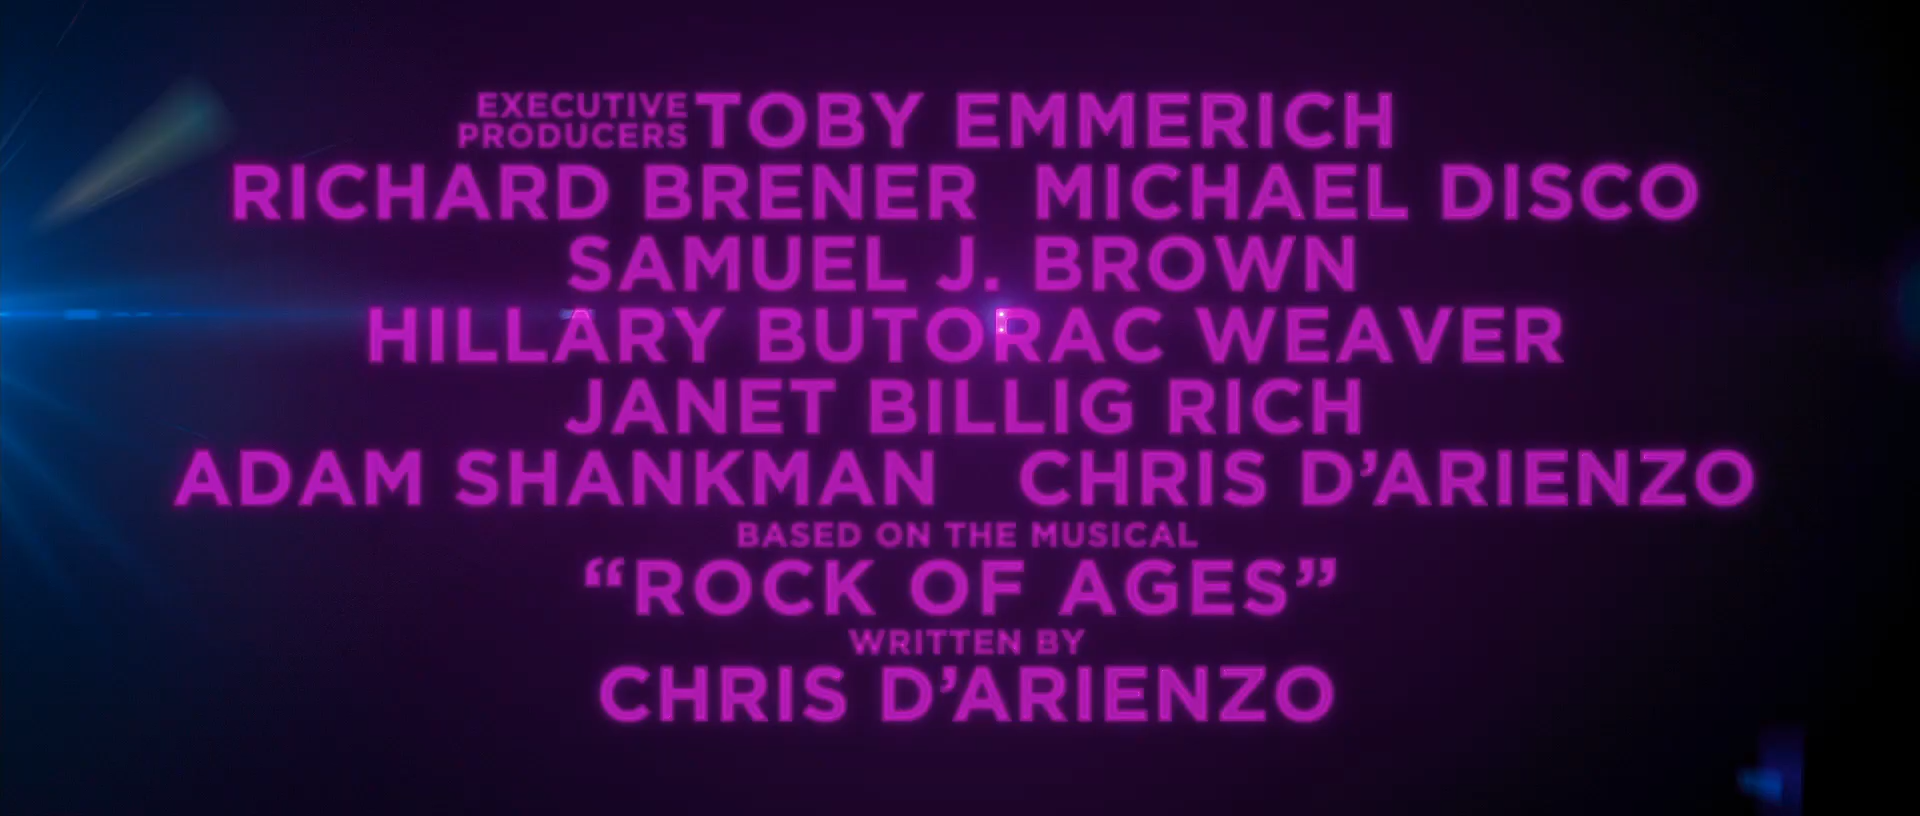 EXECUTIVE
PRODUCERS TOBY EMMERICH
RICHARD BRENER MICHAEL DISCO
SAMUEL J. BROWN
HILLARY BUTORAC WEAVER
JANET BILLIG RICH
ADAM SHANKMAN CHRIS D’ARIENZO
BASED ON THE MUSICAL
“ROCK OF AGES”
WRITTEN BY
CHRIS D’ARIENZO